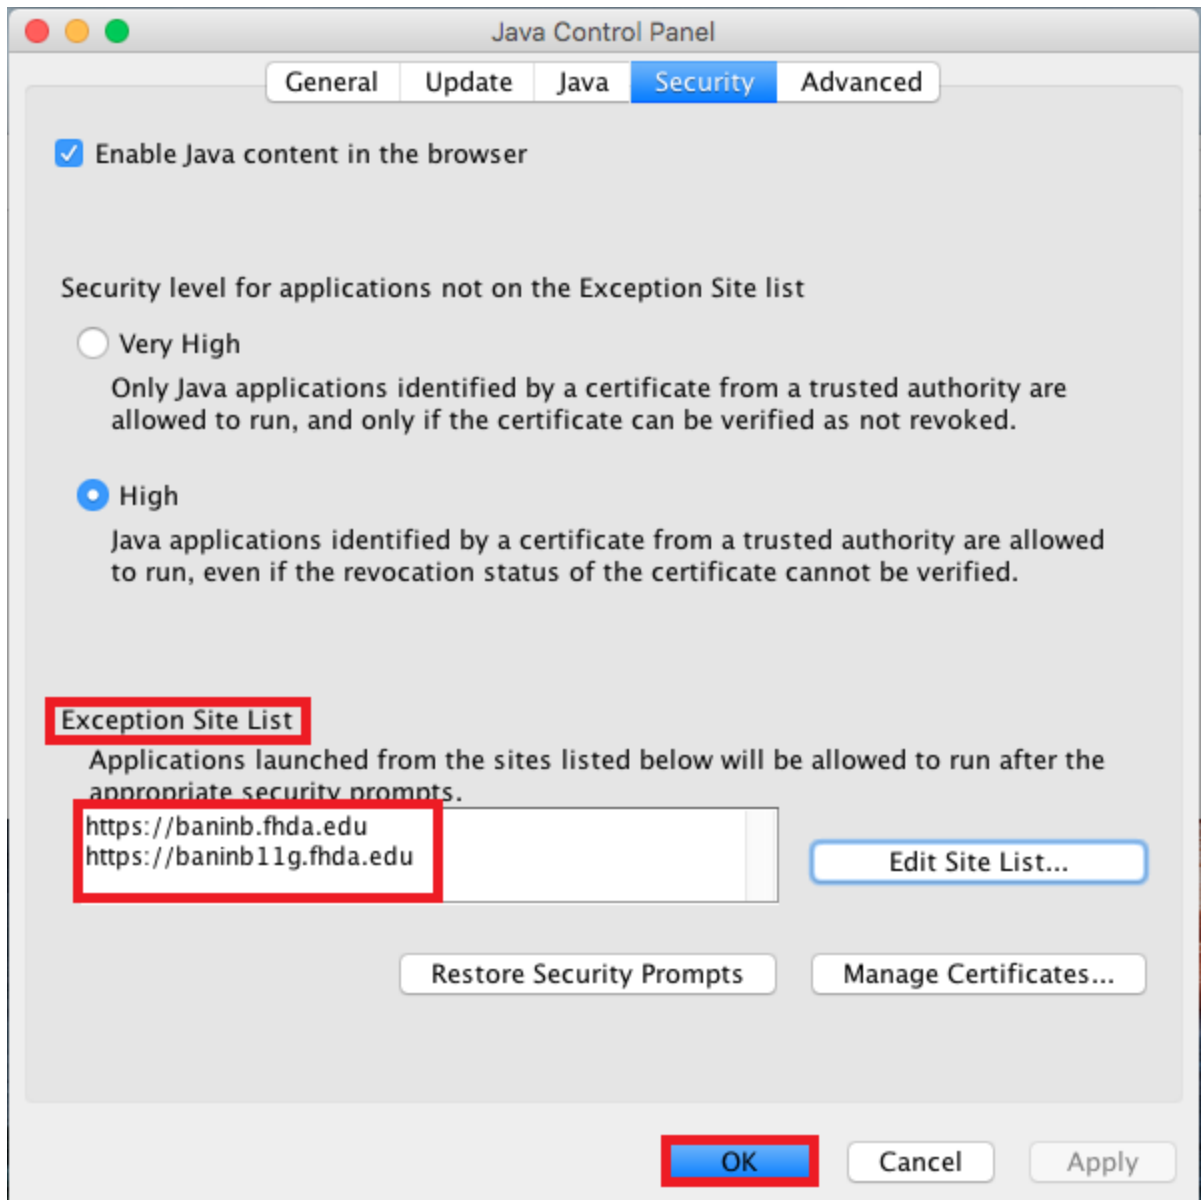 Java Control Panel
General Update Java Security Advanced
Enable Java content in the browser
Security level for applications not on the Exception Site list
Very High
Only Java applications identified by a certificate from a trusted authority are
allowed to run, and only if the certificate can be verified as not revoked.
High
Java applications identified by a certificate from a trusted authority are allowed
to run, even if the revocation status of the certificate cannot be verified.
Exception Site List
Applications launched from the sites listed below will be allowed to run after the
appropriate security prompts.
https://baninb.fhda.edu
https://baninb11g.fhda.edu
Edit Site List...
Restore Security Prompts Manage Certificates...
OK Cancel Apply